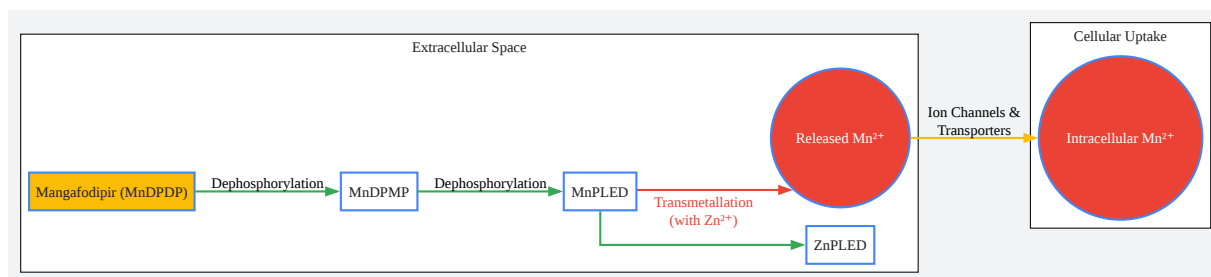 Extracellular Space
Cellular Uptake
Mangafodipir (MnDPDP)
Dephosphorylation
MnDPMP
Dephosphorylation
MnPLED
Transmetallation
(with Zn²⁺)
Released Mn²⁺
ZnPLED
Ion Channels &
Transporters
Intracellular Mn²⁺